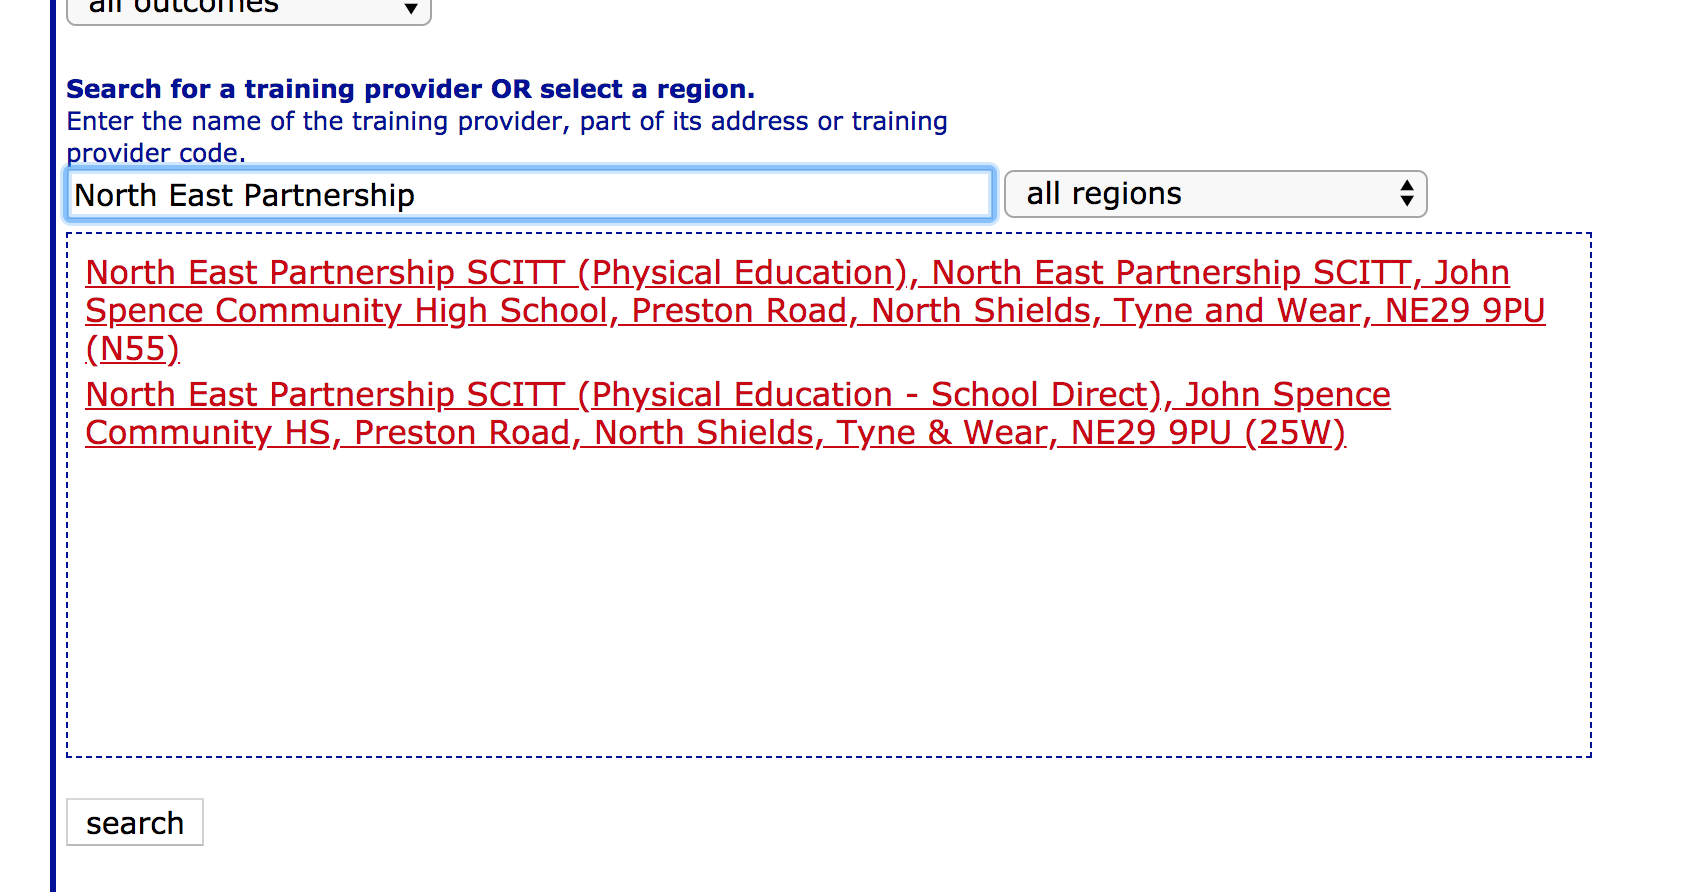 all outcomes
Search for a training provider OR select a region.
Enter the name of the training provider, part of its address or training
provider code.
North East Partnership
all regions
North East Partnership SCITT (Physical Education), North East Partnership SCITT, John
Spence Community High School, Preston Road, North Shields, Tyne and Wear, NE29 9PU
(N55)
North East Partnership SCITT (Physical Education - School Direct), John Spence
Community HS, Preston Road, North Shields, Tyne & Wear, NE29 9PU (25W)
search